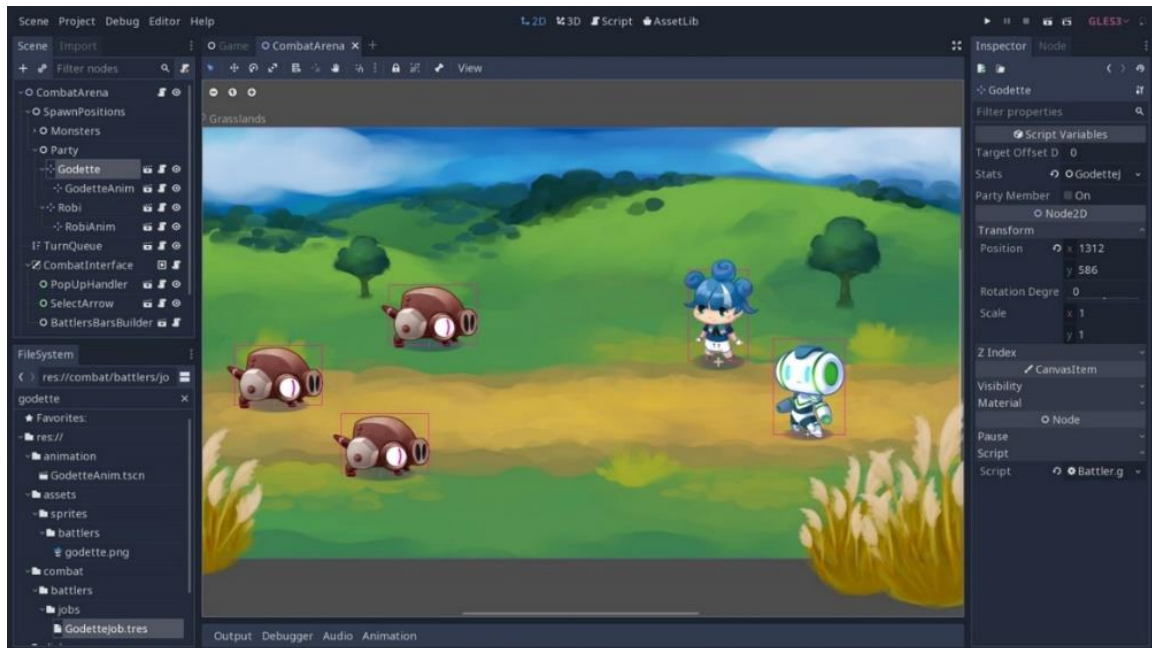 Scene Project Debug Editor Help
2D 3D Script AssetLib
GLES3
Scene Import
Filter nodes
CombatArena
SpawnPositions
Monsters
Party
Godette
GodetteAnim
Robi
RobiAnim
TurnQueue
CombatInterface
PopUpHandler
SelectArrow
BattlersBarsBuilder
FileSystem
res://combat/battlers/jo
godette
Favorites:
res://
animation
GodetteAnim.tscn
assets
sprites
battlers
godette.png
combat
battlers
jobs
GodetteJob.tres
Game CombatArena
View
Grasslands
Output Debugger Audio Animation
Inspector Node
Godette
Filter properties
Script Variables
Target Offset D 0
Stats GodetteJ
Party Member On
Node2D
Transform
Position x 1312
y 586
Rotation Degre 0
Scale x 1
y 1
Z Index
CanvasItem
Visibility
Material
Node
Pause
Script
Script Battler.g